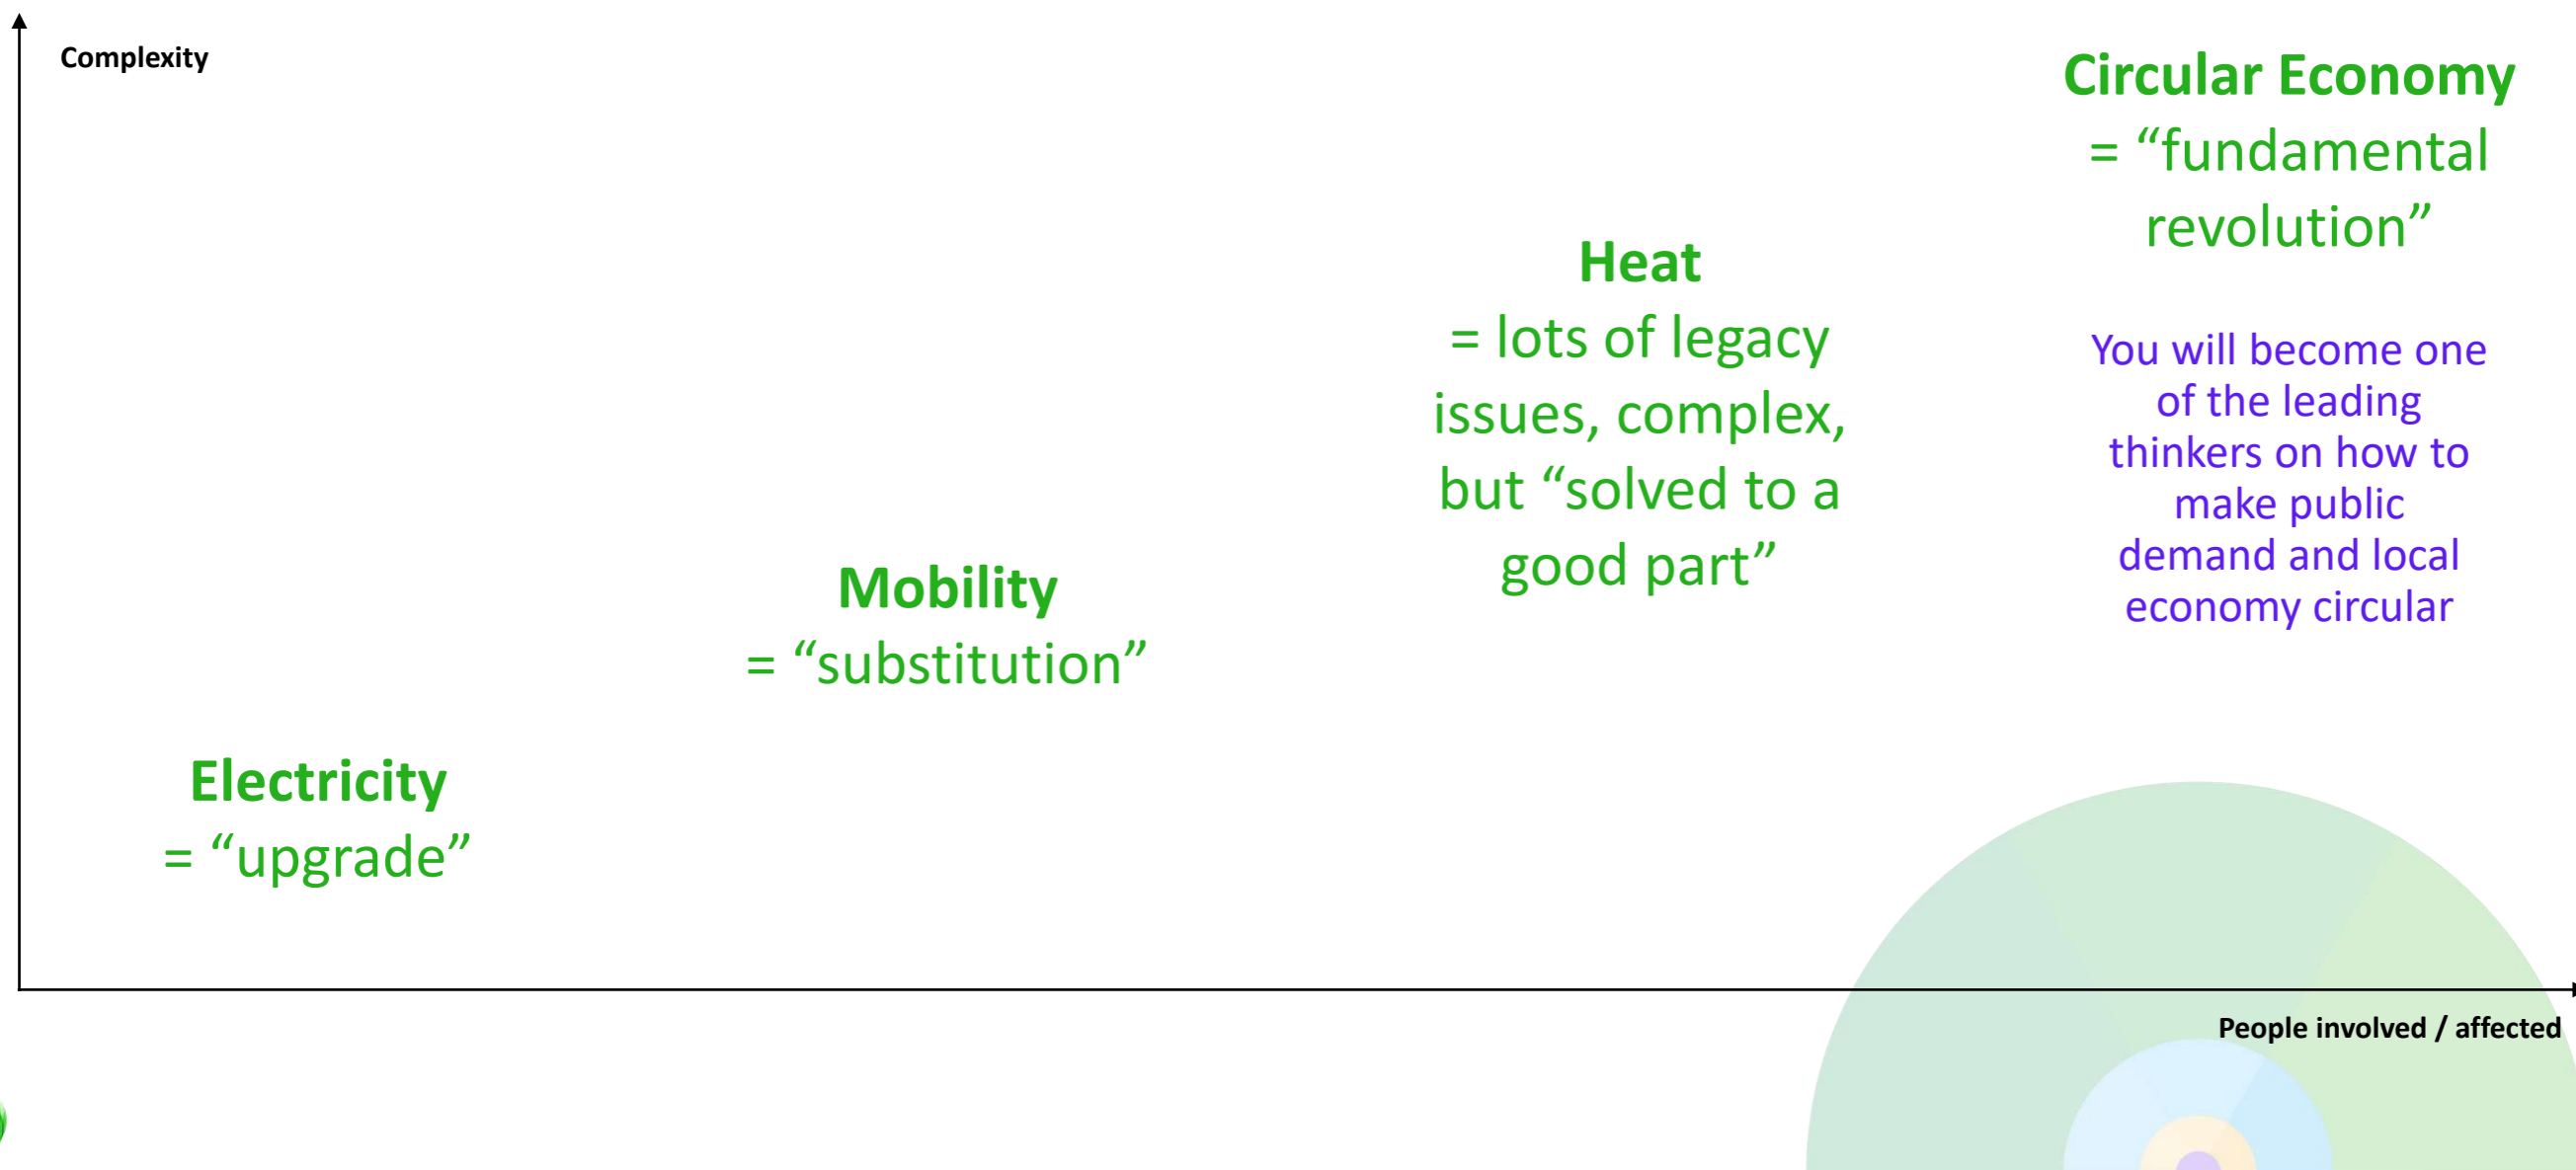 Complexity
Circular Economy
= “fundamental
revolution”
You will become one
of the leading
thinkers on how to
make public
demand and local
economy circular
Heat
= lots of legacy
issues, complex,
but “solved to a
good part”
Mobility
= “substitution”
Electricity
= “upgrade”
People involved / affected